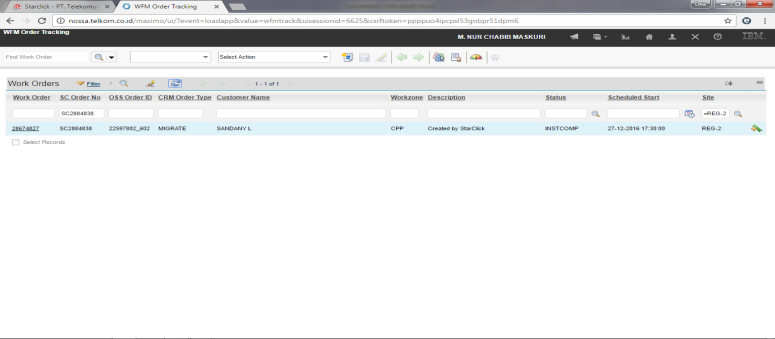 Starclick - PT. Telekomu
WFM Order Tracking
nossa.telkom.co.id/maximo/ui/?event=loadapp&value=wfmtrack&uisessionid=6625&csrftoken=ppppuo4ippsl53gnbpr51dpm6
WFM Order Tracking
M. NUR CHABIB MASKURI
IBM.
Find Work Order
Select Action
Work Orders
Filter
1 - 1 of 1
Work Order SC Order No OSS Order ID CRM Order Type Customer Name Workzone Description Status Scheduled Start Site
SC2884838 =REG-2
28674827 SC2884838 22597802_602 MIGRATE SANDANY L CPP Created by StarClick INSTCOMP 27-12-2016 17:30:00 REG-2
Select Records